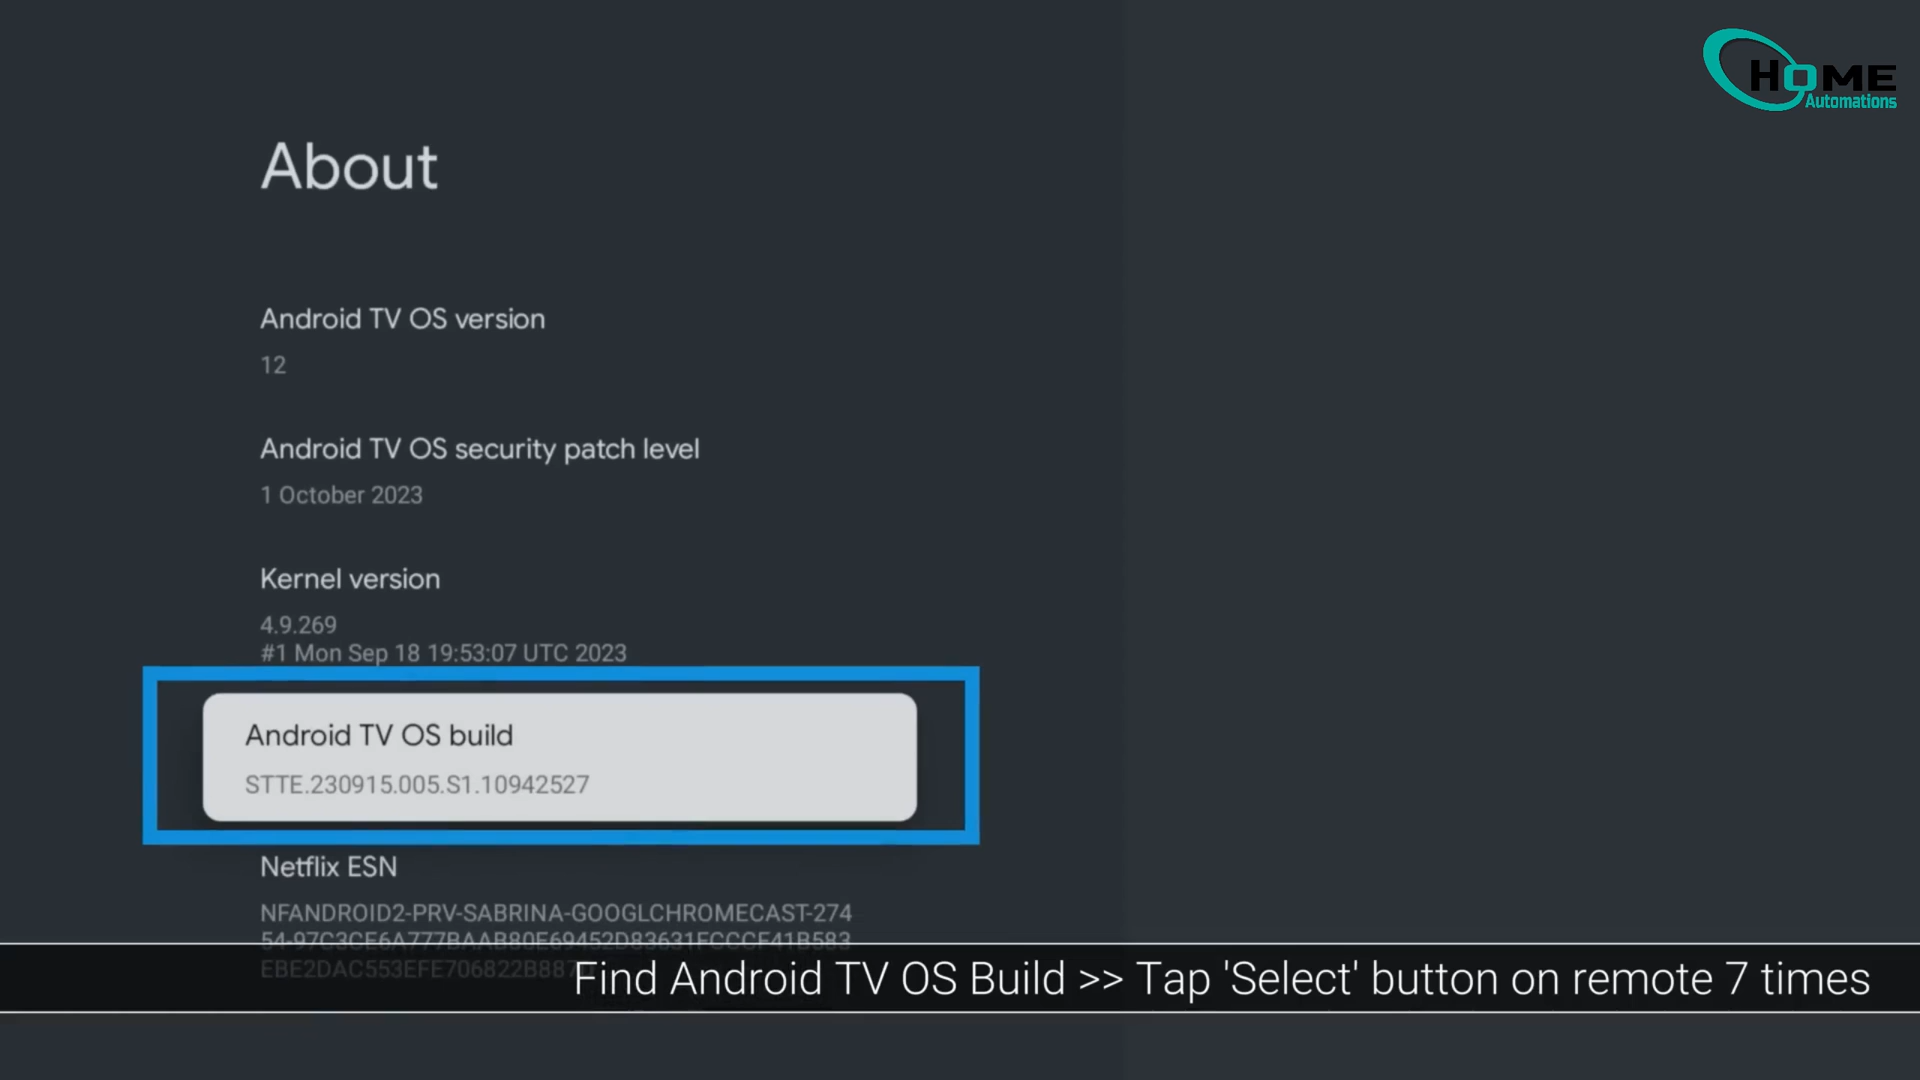 HOME
Automations
About
Android TV OS version
12
Android TV OS security patch level
1 October 2023
Kernel version
4.9.269
#1 Mon Sep 18 19:53:07 UTC 2023
Android TV OS build
STTE.230915.005.S1.10942527
Netflix ESN
NFANDROID2-PRV-SABRINA-GOOGLCHROMECAST-274
54-97C3CE6A777BAAB80E69452D83631FCCCF41B583
Find Android TV OS Build >> Tap 'Select' button on remote 7 times